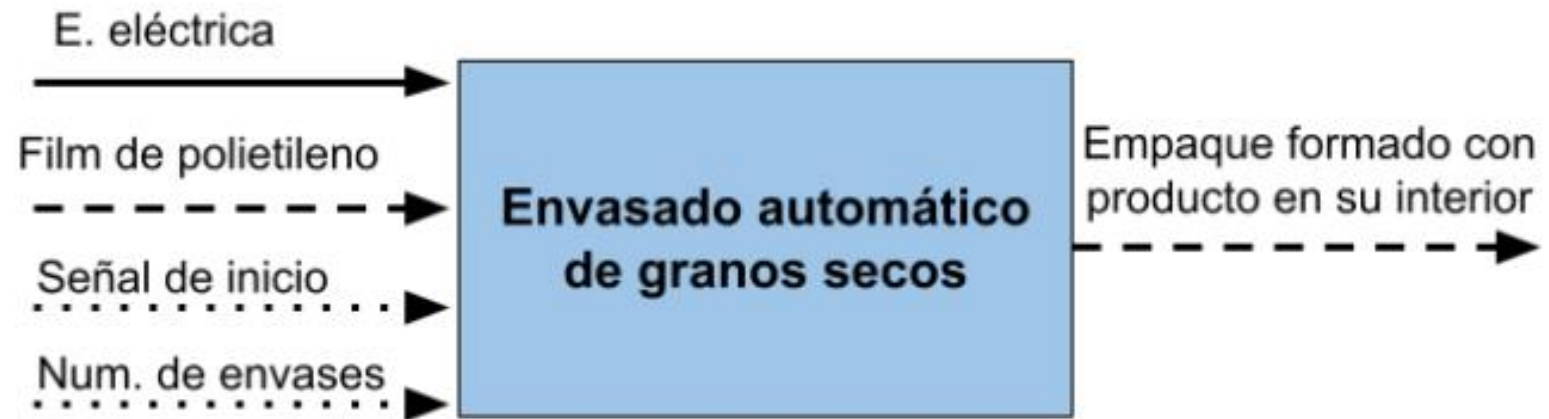 E. eléctrica
Film de polietileno
Señal de inicio
Num. de envases
Envasado automático
de granos secos
Empaque formado con
producto en su interior